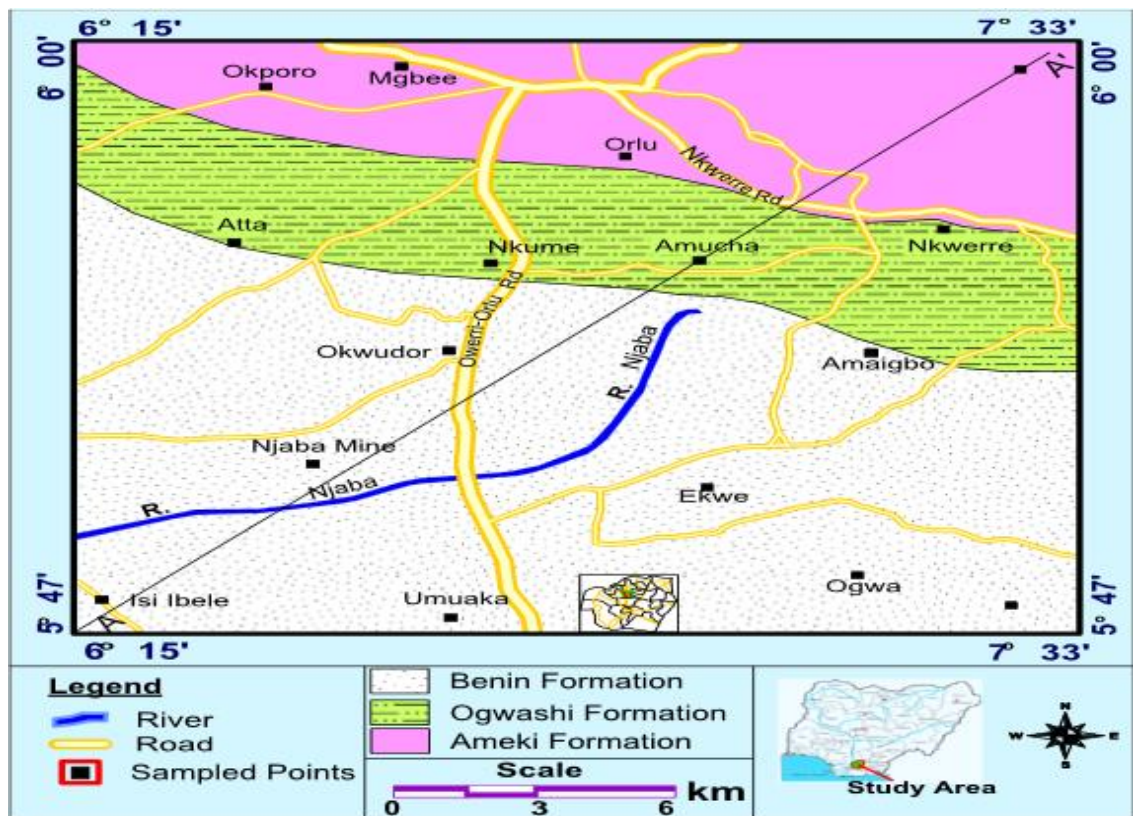 6° 15'
7° 33'
6° 00'
6° 00'
Okporo
Mgbee
A'
Orlu
Nkwerre Rd
Atta
Nkume
Amucha
Nkwerre
Owerri-Orlu Rd
R. Njaba
Okwudor
Amaigbo
Njaba Mine
R. Njaba
Ekwe
Ogwa
5° 47'
5° 47'
Isi Ibele
Umuaka
A
6° 15'
7° 33'
Legend
River
Road
Sampled Points
Benin Formation
Ogwashi Formation
Ameki Formation
Scale
0 3 6 km
Study Area
N
W E
S